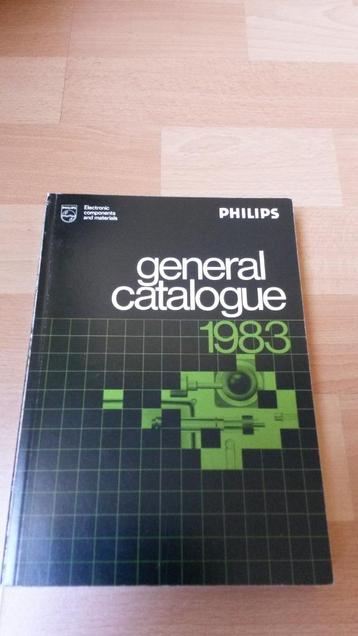 PHILIPS
Electronic
components
and materials
PHILIPS
general
catalogue
1983